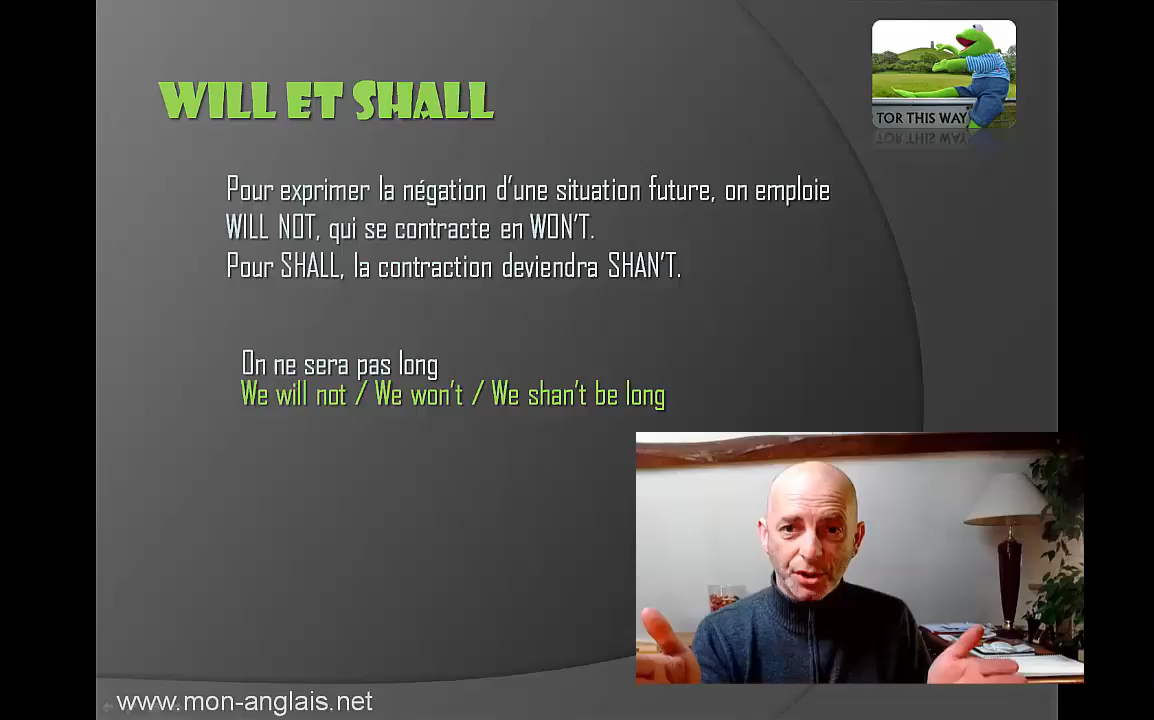 WILL ET SHALL
TOR THIS WAY
Pour exprimer la négation d'une situation future, on emploie
WILL NOT, qui se contracte en WON'T.
Pour SHALL, la contraction deviendra SHAN'T.
On ne sera pas long
We will not / We won't / We shan't be long
www.mon-anglais.net